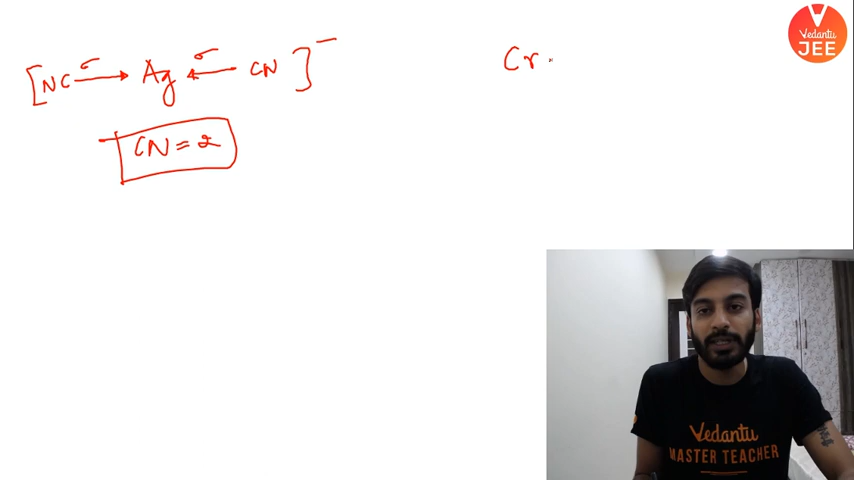 [NC σ→ Ag ←σ CN]⁻
CN = 2
Cr
Vedantu
JEE
Vedantu
MASTER TEACHER